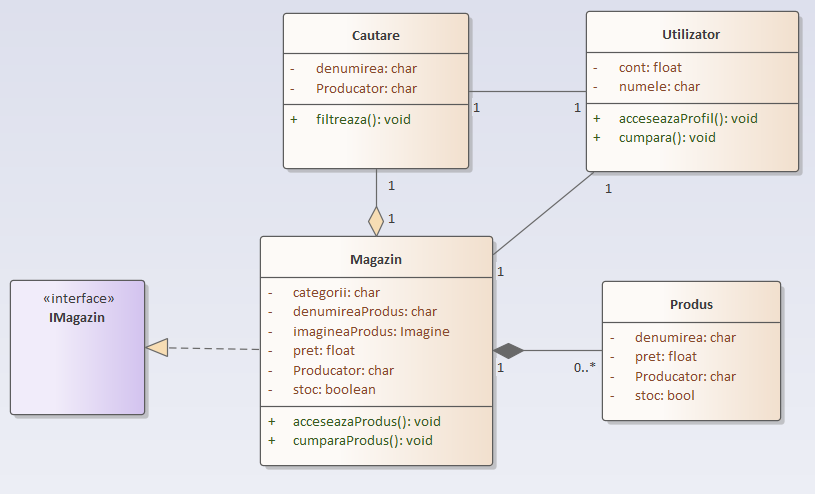 Cautare
- denumirea: char
- Producator: char
+ filtreaza(): void
Utilizator
- cont: float
- numele: char
+ acceseazaProfil(): void
+ cumpara(): void
1
1
1
1
1
1
«interface»
IMagazin
Magazin
- categorii: char
- denumireaProdus: char
- imagineaProdus: Imagine
- pret: float
- Producator: char
- stoc: boolean
+ acceseazaProdus(): void
+ cumparaProdus(): void
1
0..*
Produs
- denumirea: char
- pret: float
- Producator: char
- stoc: bool